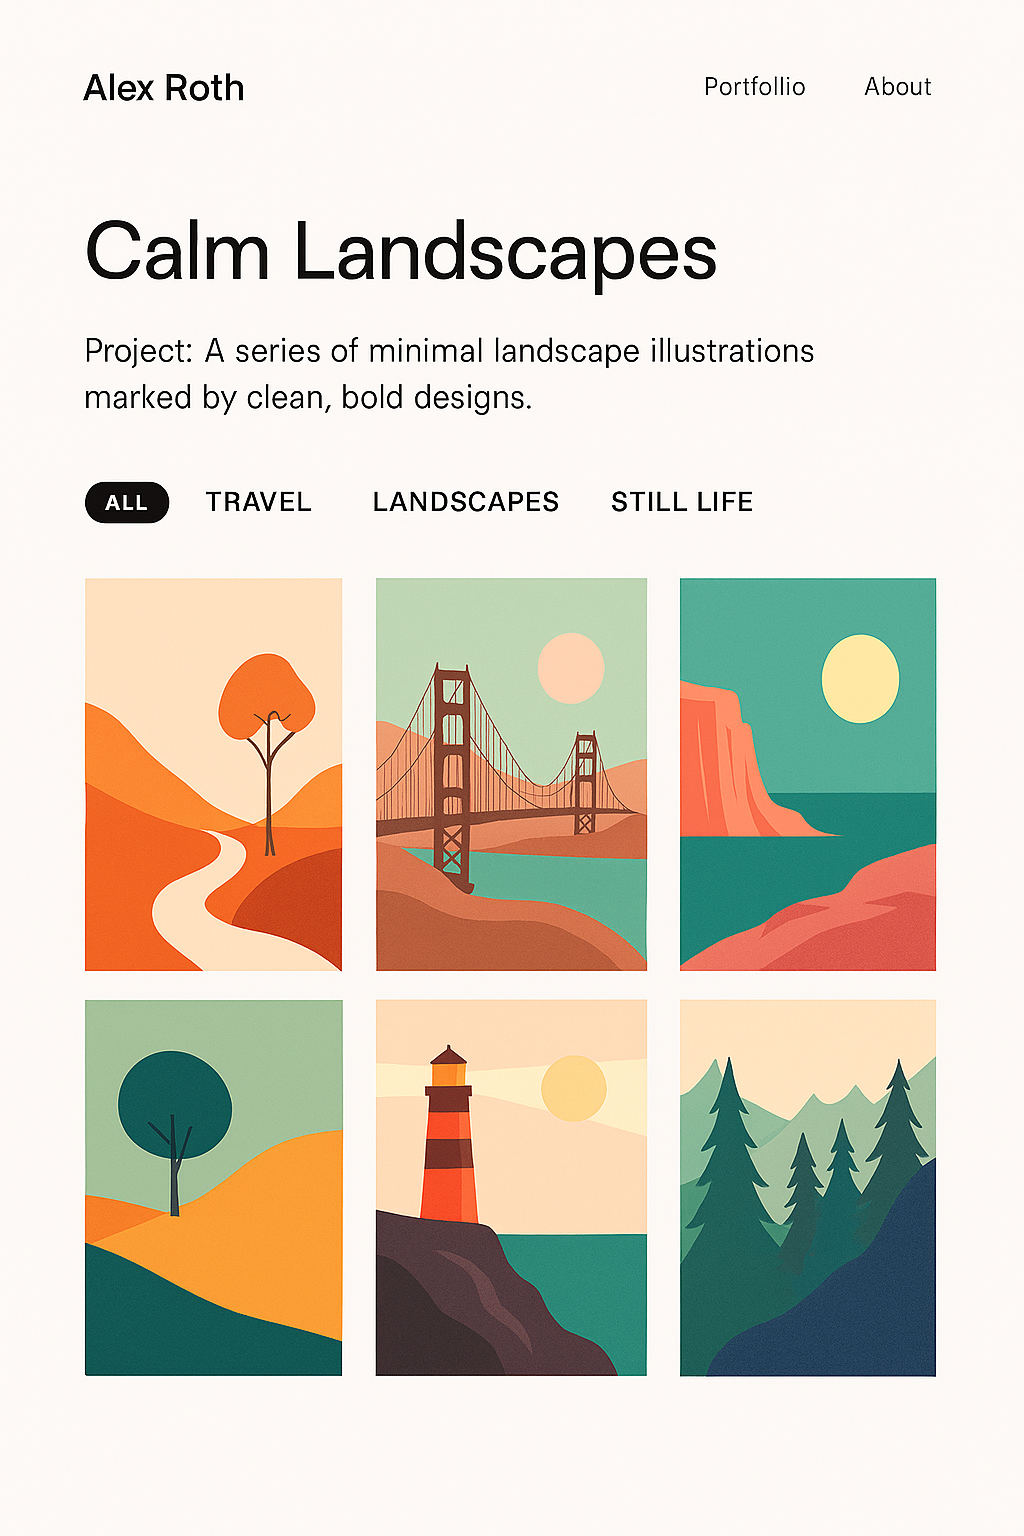 Alex Roth
Portfollio
About
Calm Landscapes
Project: A series of minimal landscape illustrations
marked by clean, bold designs.
ALL
TRAVEL
LANDSCAPES
STILL LIFE